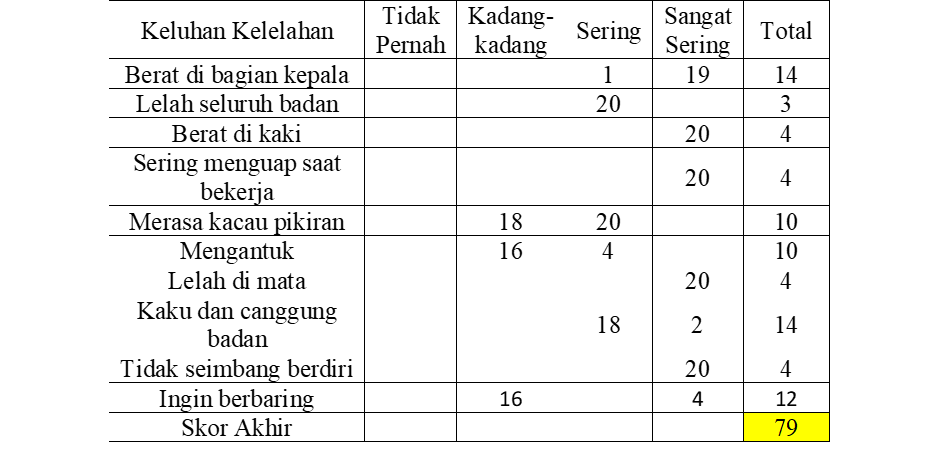 Keluhan Kelelahan Tidak Pernah Kadang-kadang Sering Sangat Sering Total
Berat di bagian kepala 1 19 14
Lelah seluruh badan 20 3
Berat di kaki 20 4
Sering menguap saat bekerja 20 4
Merasa kacau pikiran 18 20 10
Mengantuk 16 4 10
Lelah di mata 20 4
Kaku dan canggung badan 18 2 14
Tidak seimbang berdiri 20 4
Ingin berbaring 16 4 12
Skor Akhir 79